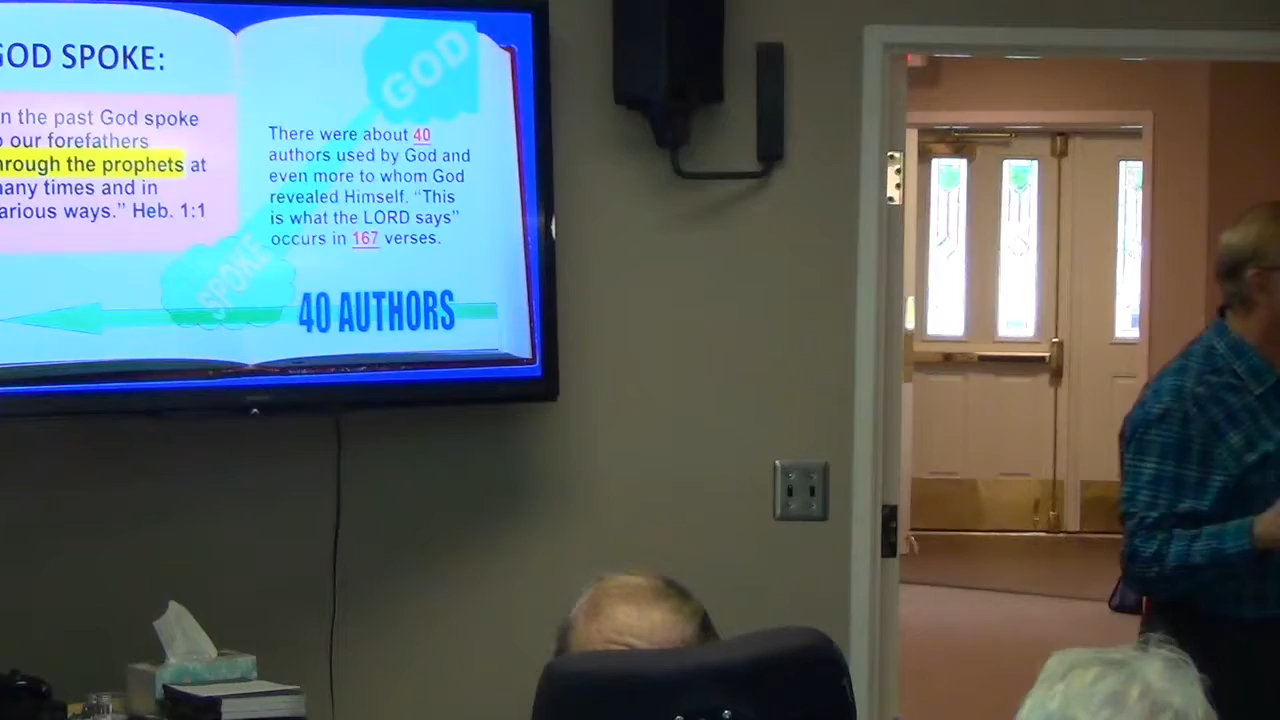 GOD SPOKE:
n the past God spoke
o our forefathers
hrough the prophets at
any times and in
arious ways.” Heb. 1:1
GOD
There were about 40
authors used by God and
even more to whom God
revealed Himself. “This
is what the LORD says”
occurs in 167 verses.
SPOKE
40 AUTHORS